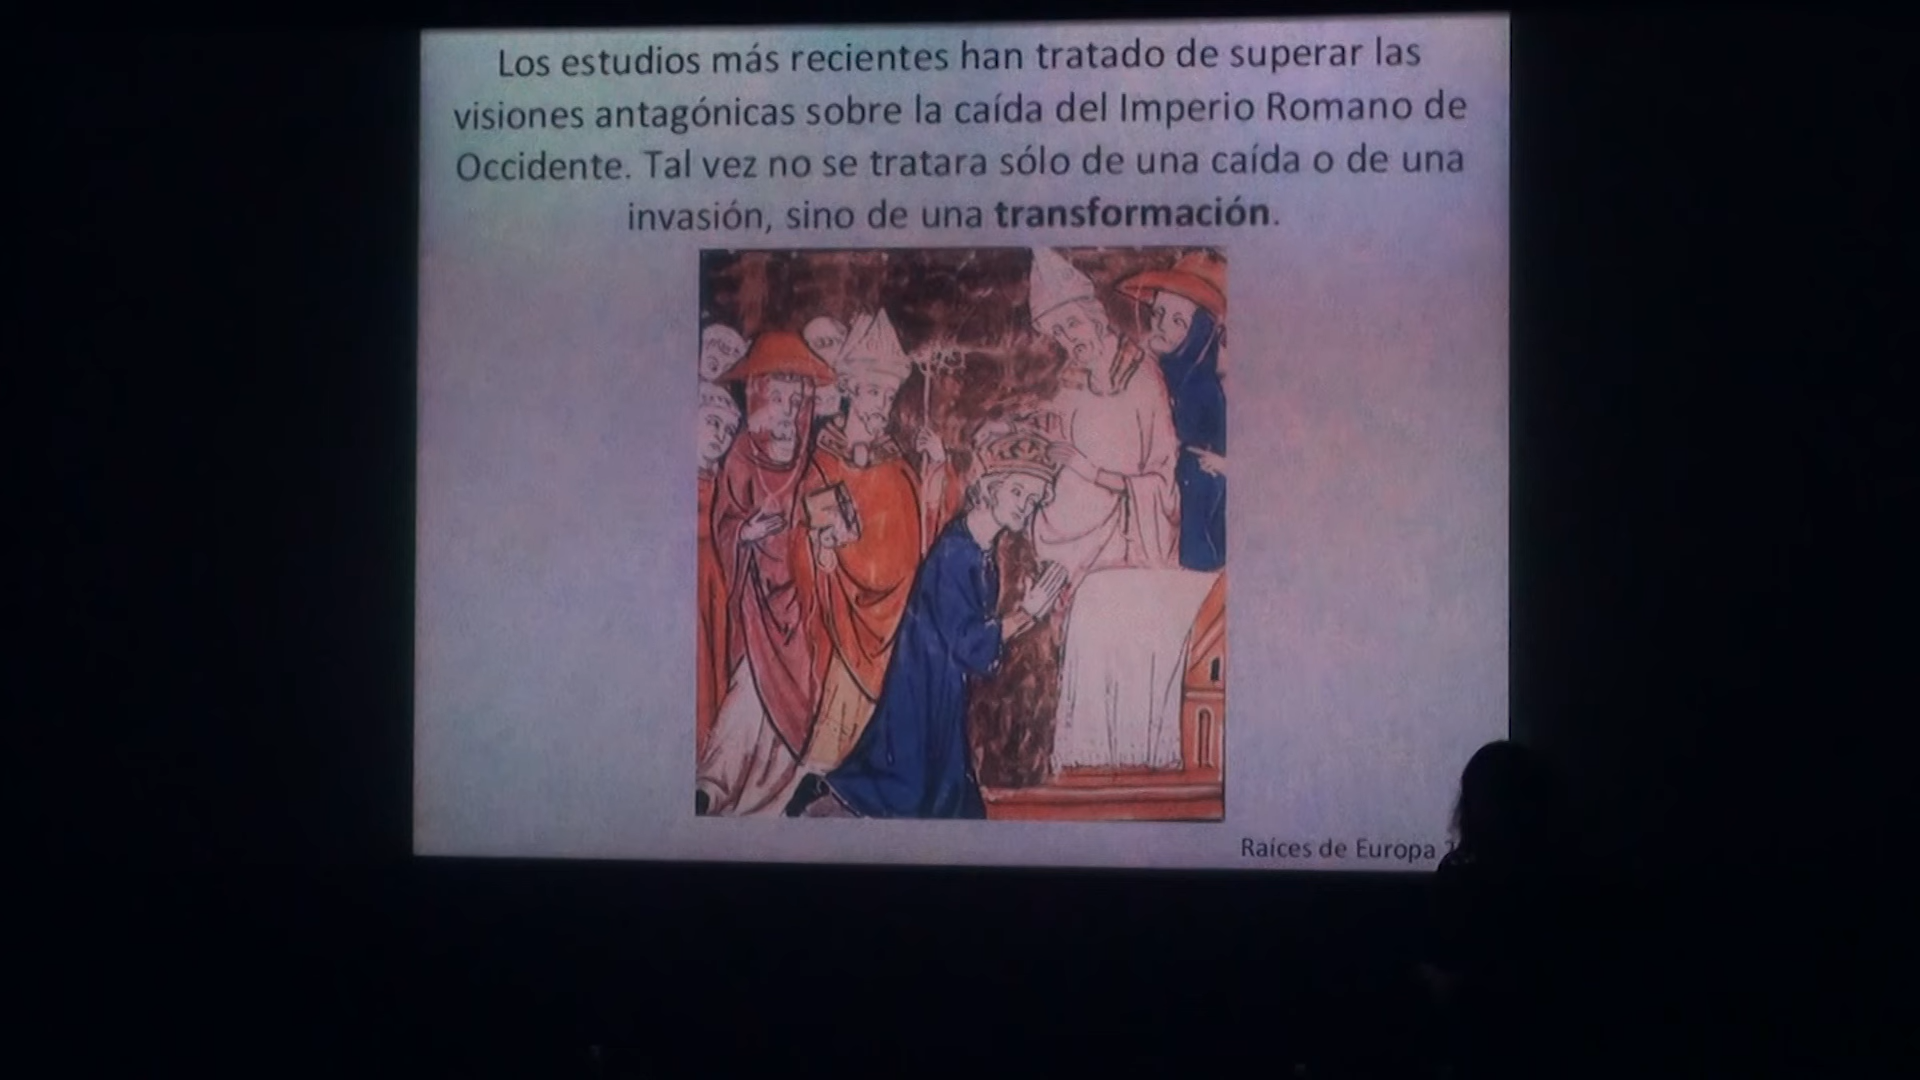 Los estudios más recientes han tratado de superar las
visiones antagónicas sobre la caída del Imperio Romano de
Occidente. Tal vez no se tratara sólo de una caída o de una
invasión, sino de una transformación.
Raíces de Europa